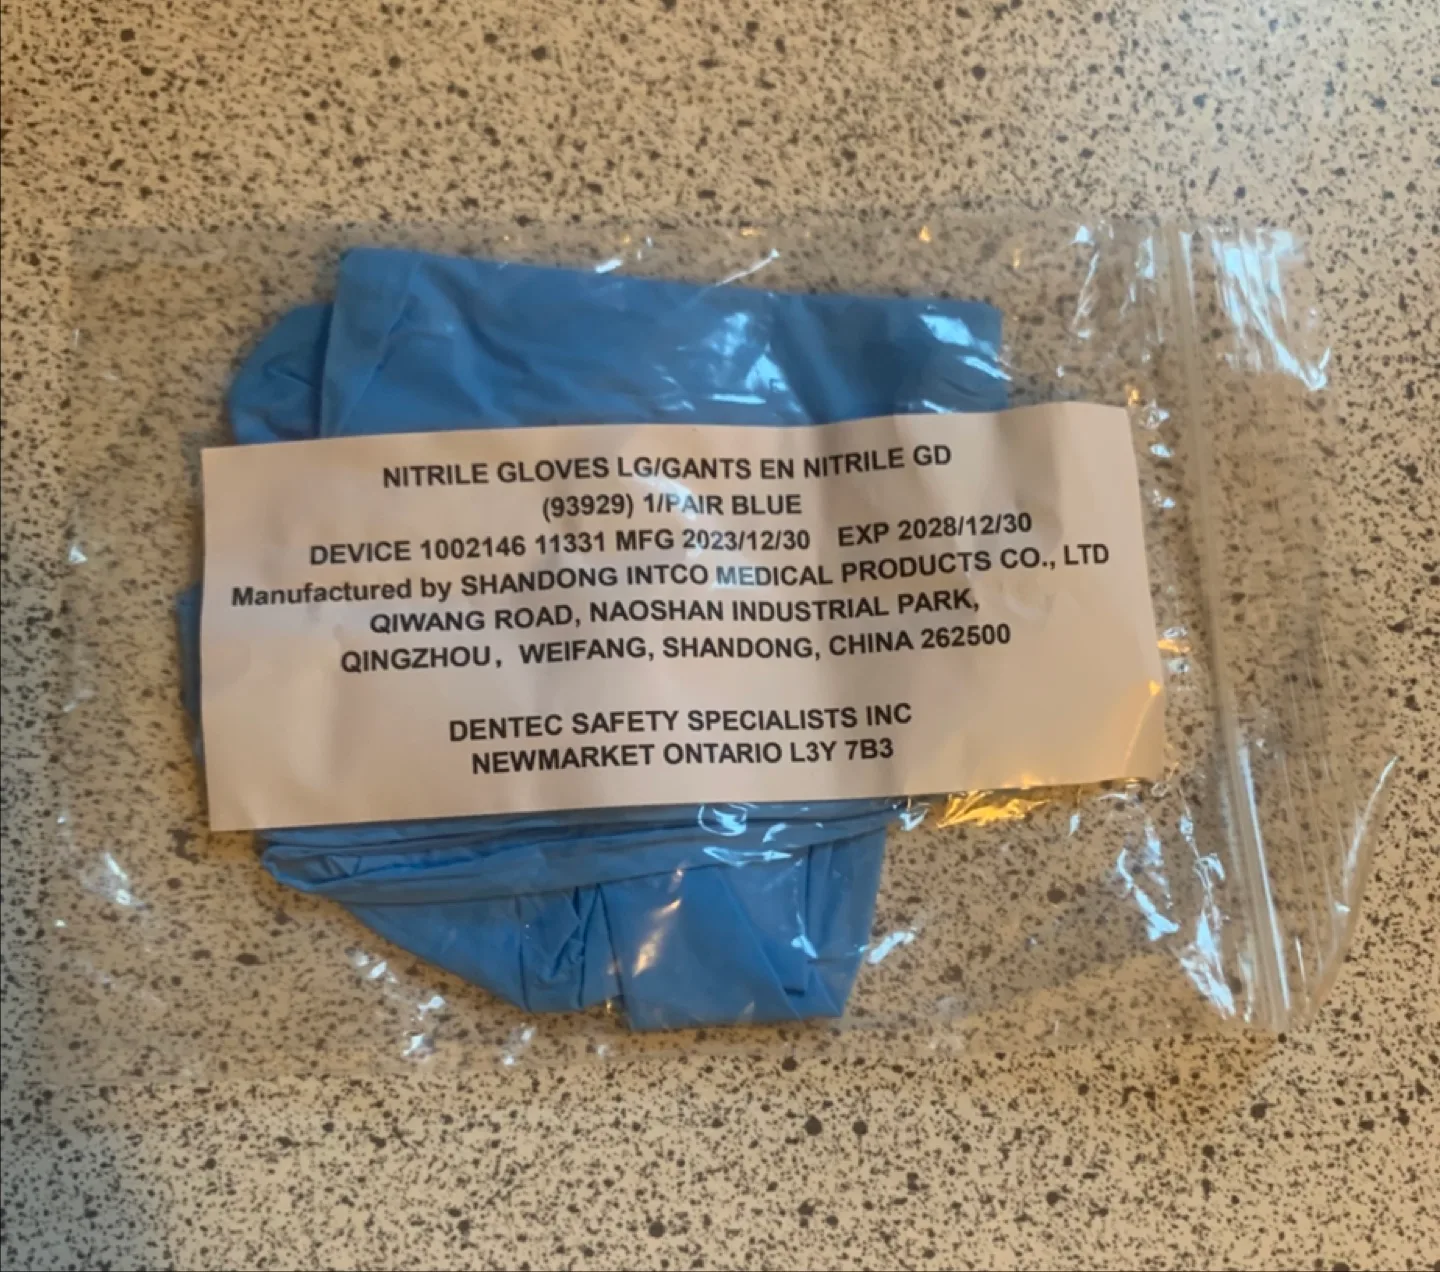 NITRILE GLOVES LG/GANTS EN NITRILE GD
(93929) 1/PAIR BLUE
DEVICE 1002146 11331 MFG 2023/12/30 EXP 2028/12/30
Manufactured by SHANDONG INTCO MEDICAL PRODUCTS CO., LTD
QIWANG ROAD, NAOSHAN INDUSTRIAL PARK,
QINGZHOU, WEIFANG, SHANDONG, CHINA 262500
DENTEC SAFETY SPECIALISTS INC
NEWMARKET ONTARIO L3Y 7B3